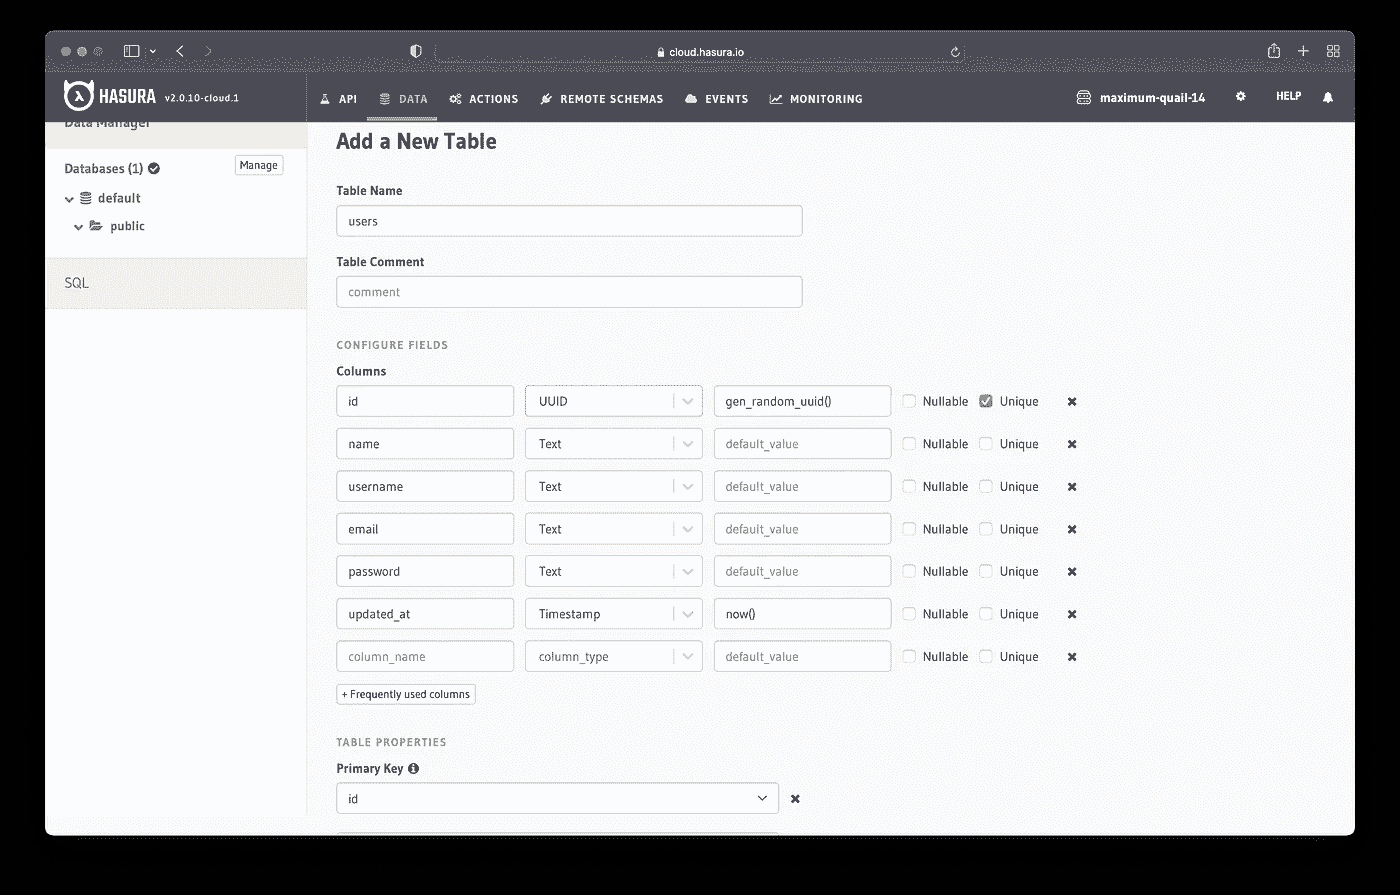 cloud.hasura.io
HASURA v2.0.10-cloud.1
API DATA ACTIONS REMOTE SCHEMAS EVENTS MONITORING
maximum-quail-14 HELP
Data Manager
Databases (1) Manage
default
public
SQL
Add a New Table
Table Name
users
Table Comment
comment
CONFIGURE FIELDS
Columns
id UUID gen_random_uuid() Nullable Unique
name Text default_value Nullable Unique
username Text default_value Nullable Unique
email Text default_value Nullable Unique
password Text default_value Nullable Unique
updated_at Timestamp now() Nullable Unique
column_name column_type default_value Nullable Unique
+ Frequently used columns
TABLE PROPERTIES
Primary Key
id